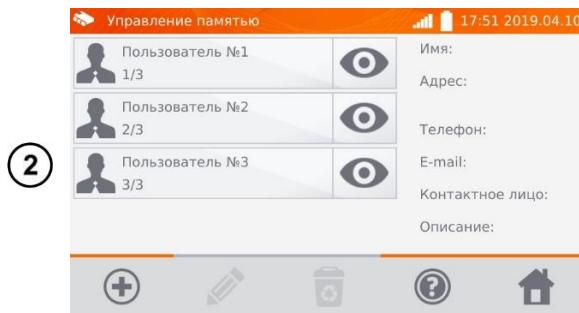 Управление памятью
17:51 2019.04.10
2
Пользователь №1
1/3
Пользователь №2
2/3
Пользователь №3
3/3
Имя:
Адрес:
Телефон:
E-mail:
Контактное лицо:
Описание: